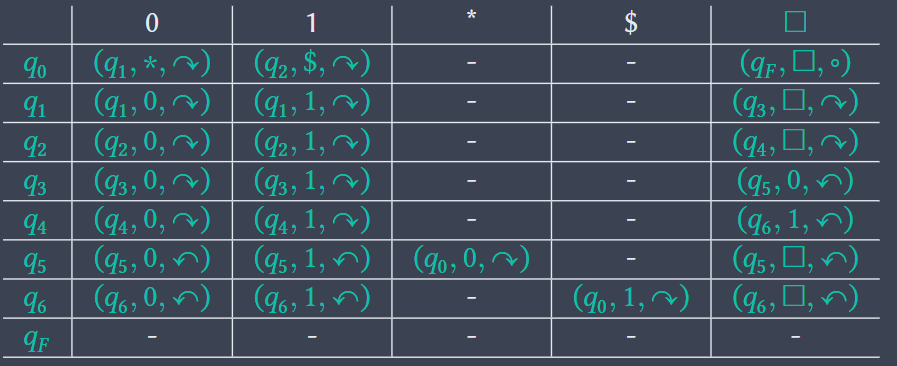 0 1 * $ □
q₀ (q₁, *, ↷) (q₂, $, ↷) - - (q_F, □, ∘)
q₁ (q₁, 0, ↷) (q₁, 1, ↷) - - (q₃, □, ↷)
q₂ (q₂, 0, ↷) (q₂, 1, ↷) - - (q₄, □, ↷)
q₃ (q₃, 0, ↷) (q₃, 1, ↷) - - (q₅, 0, ↶)
q₄ (q₄, 0, ↷) (q₄, 1, ↷) - - (q₆, 1, ↶)
q₅ (q₅, 0, ↶) (q₅, 1, ↶) (q₀, 0, ↷) - (q₅, □, ↶)
q₆ (q₆, 0, ↶) (q₆, 1, ↶) - (q₀, 1, ↷) (q₆, □, ↶)
q_F - - - - -